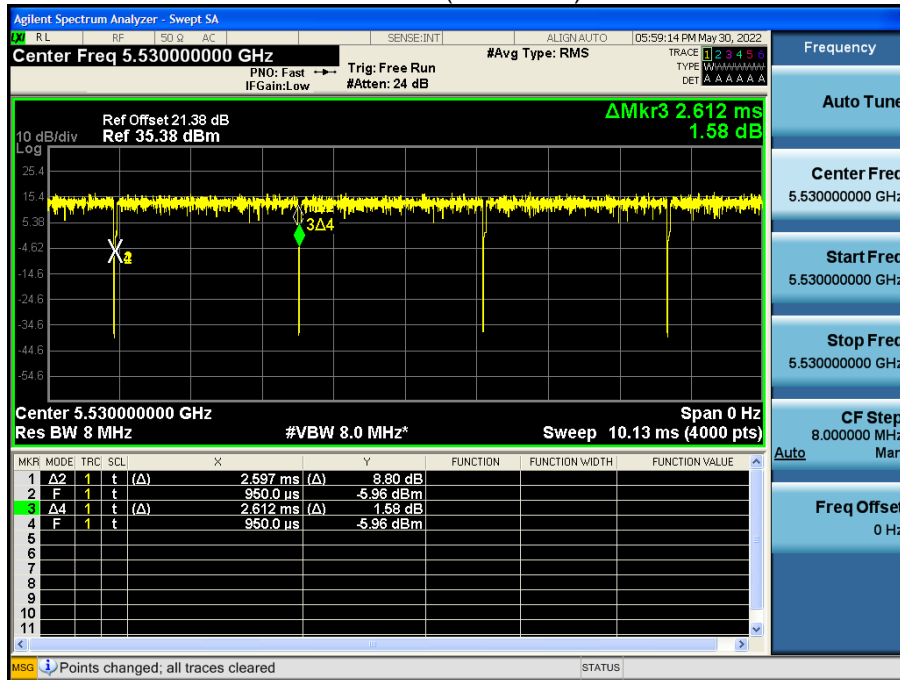 Agilent Spectrum Analyzer - Swept SA
LXI RL RF 50 Ω AC SENSE:INT ALIGN AUTO 05:59:14 PM May 30, 2022
Center Freq 5.530000000 GHz #Avg Type: RMS TRACE 1 2 3 4 5 6
PNO: Fast Trig: Free Run TYPE WWWWWW
IFGain:Low #Atten: 24 dB DET A A A A A A
Frequency
Auto Tune
Center Freq
5.530000000 GHz
Start Freq
5.530000000 GHz
Stop Freq
5.530000000 GHz
CF Step
8.000000 MHz
Auto Man
Freq Offset
0 Hz
ΔMkr3 2.612 ms
1.58 dB
Ref Offset 21.38 dB
10 dB/div Ref 35.38 dBm
Log
25.4
15.4
5.38
-4.62
-14.6
-24.6
-34.6
-44.6
-54.6
3Δ4
Center 5.530000000 GHz Span 0 Hz
Res BW 8 MHz #VBW 8.0 MHz* Sweep 10.13 ms (4000 pts)
MKR MODE TRC SCL X Y FUNCTION FUNCTION WIDTH FUNCTION VALUE
1 Δ2 1 t (Δ) 2.597 ms (Δ) 8.80 dB
2 F 1 t 950.0 µs -5.96 dBm
3 Δ4 1 t (Δ) 2.612 ms (Δ) 1.58 dB
4 F 1 t 950.0 µs -5.96 dBm
5
6
7
8
9
10
11
MSG Points changed; all traces cleared STATUS